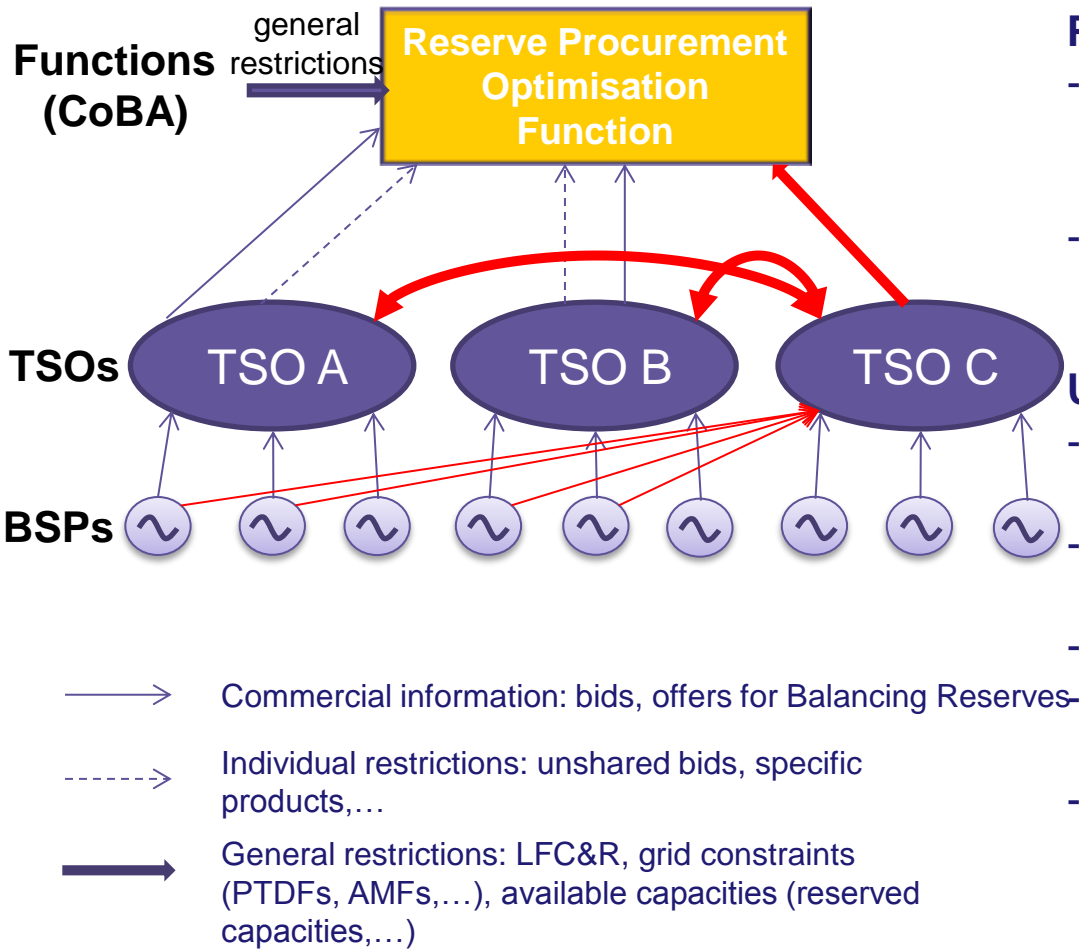 general
restrictions
Functions
(CoBA)
Reserve Procurement
Optimisation
Function
TSOs
TSO A
TSO B
TSO C
BSPs
Commercial information: bids, offers for Balancing Reserves
Individual restrictions: unshared bids, specific
products,…
General restrictions: LFC&R, grid constraints
(PTDFs, AMFs,…), available capacities (reserved
capacities,…)
-
-
-
-
-
-
-